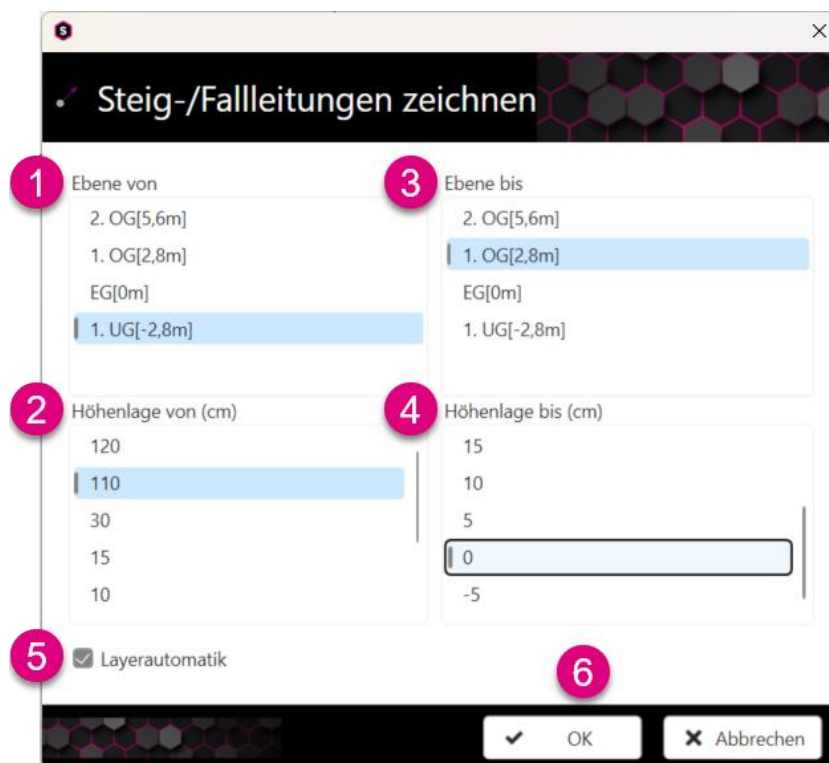 S
Steig-/Fallleitungen zeichnen
1
Ebene von
2. OG[5,6m]
1. OG[2,8m]
EG[0m]
1. UG[-2,8m]
3
Ebene bis
2. OG[5,6m]
1. OG[2,8m]
EG[0m]
1. UG[-2,8m]
2
Höhenlage von (cm)
120
110
30
15
10
4
Höhenlage bis (cm)
15
10
5
0
-5
5
Layerautomatik
6
OK
Abbrechen